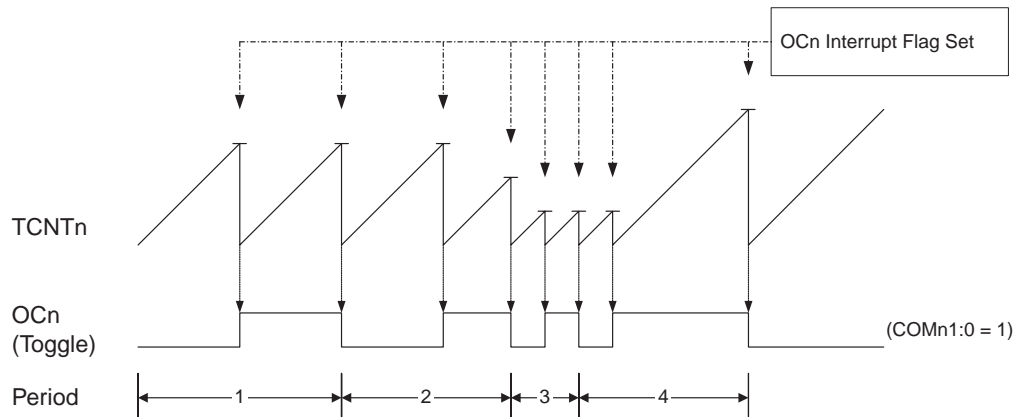 OCn Interrupt Flag Set
TCNTn
OCn
(Toggle)
(COMn1:0 = 1)
Period
1
2
3
4